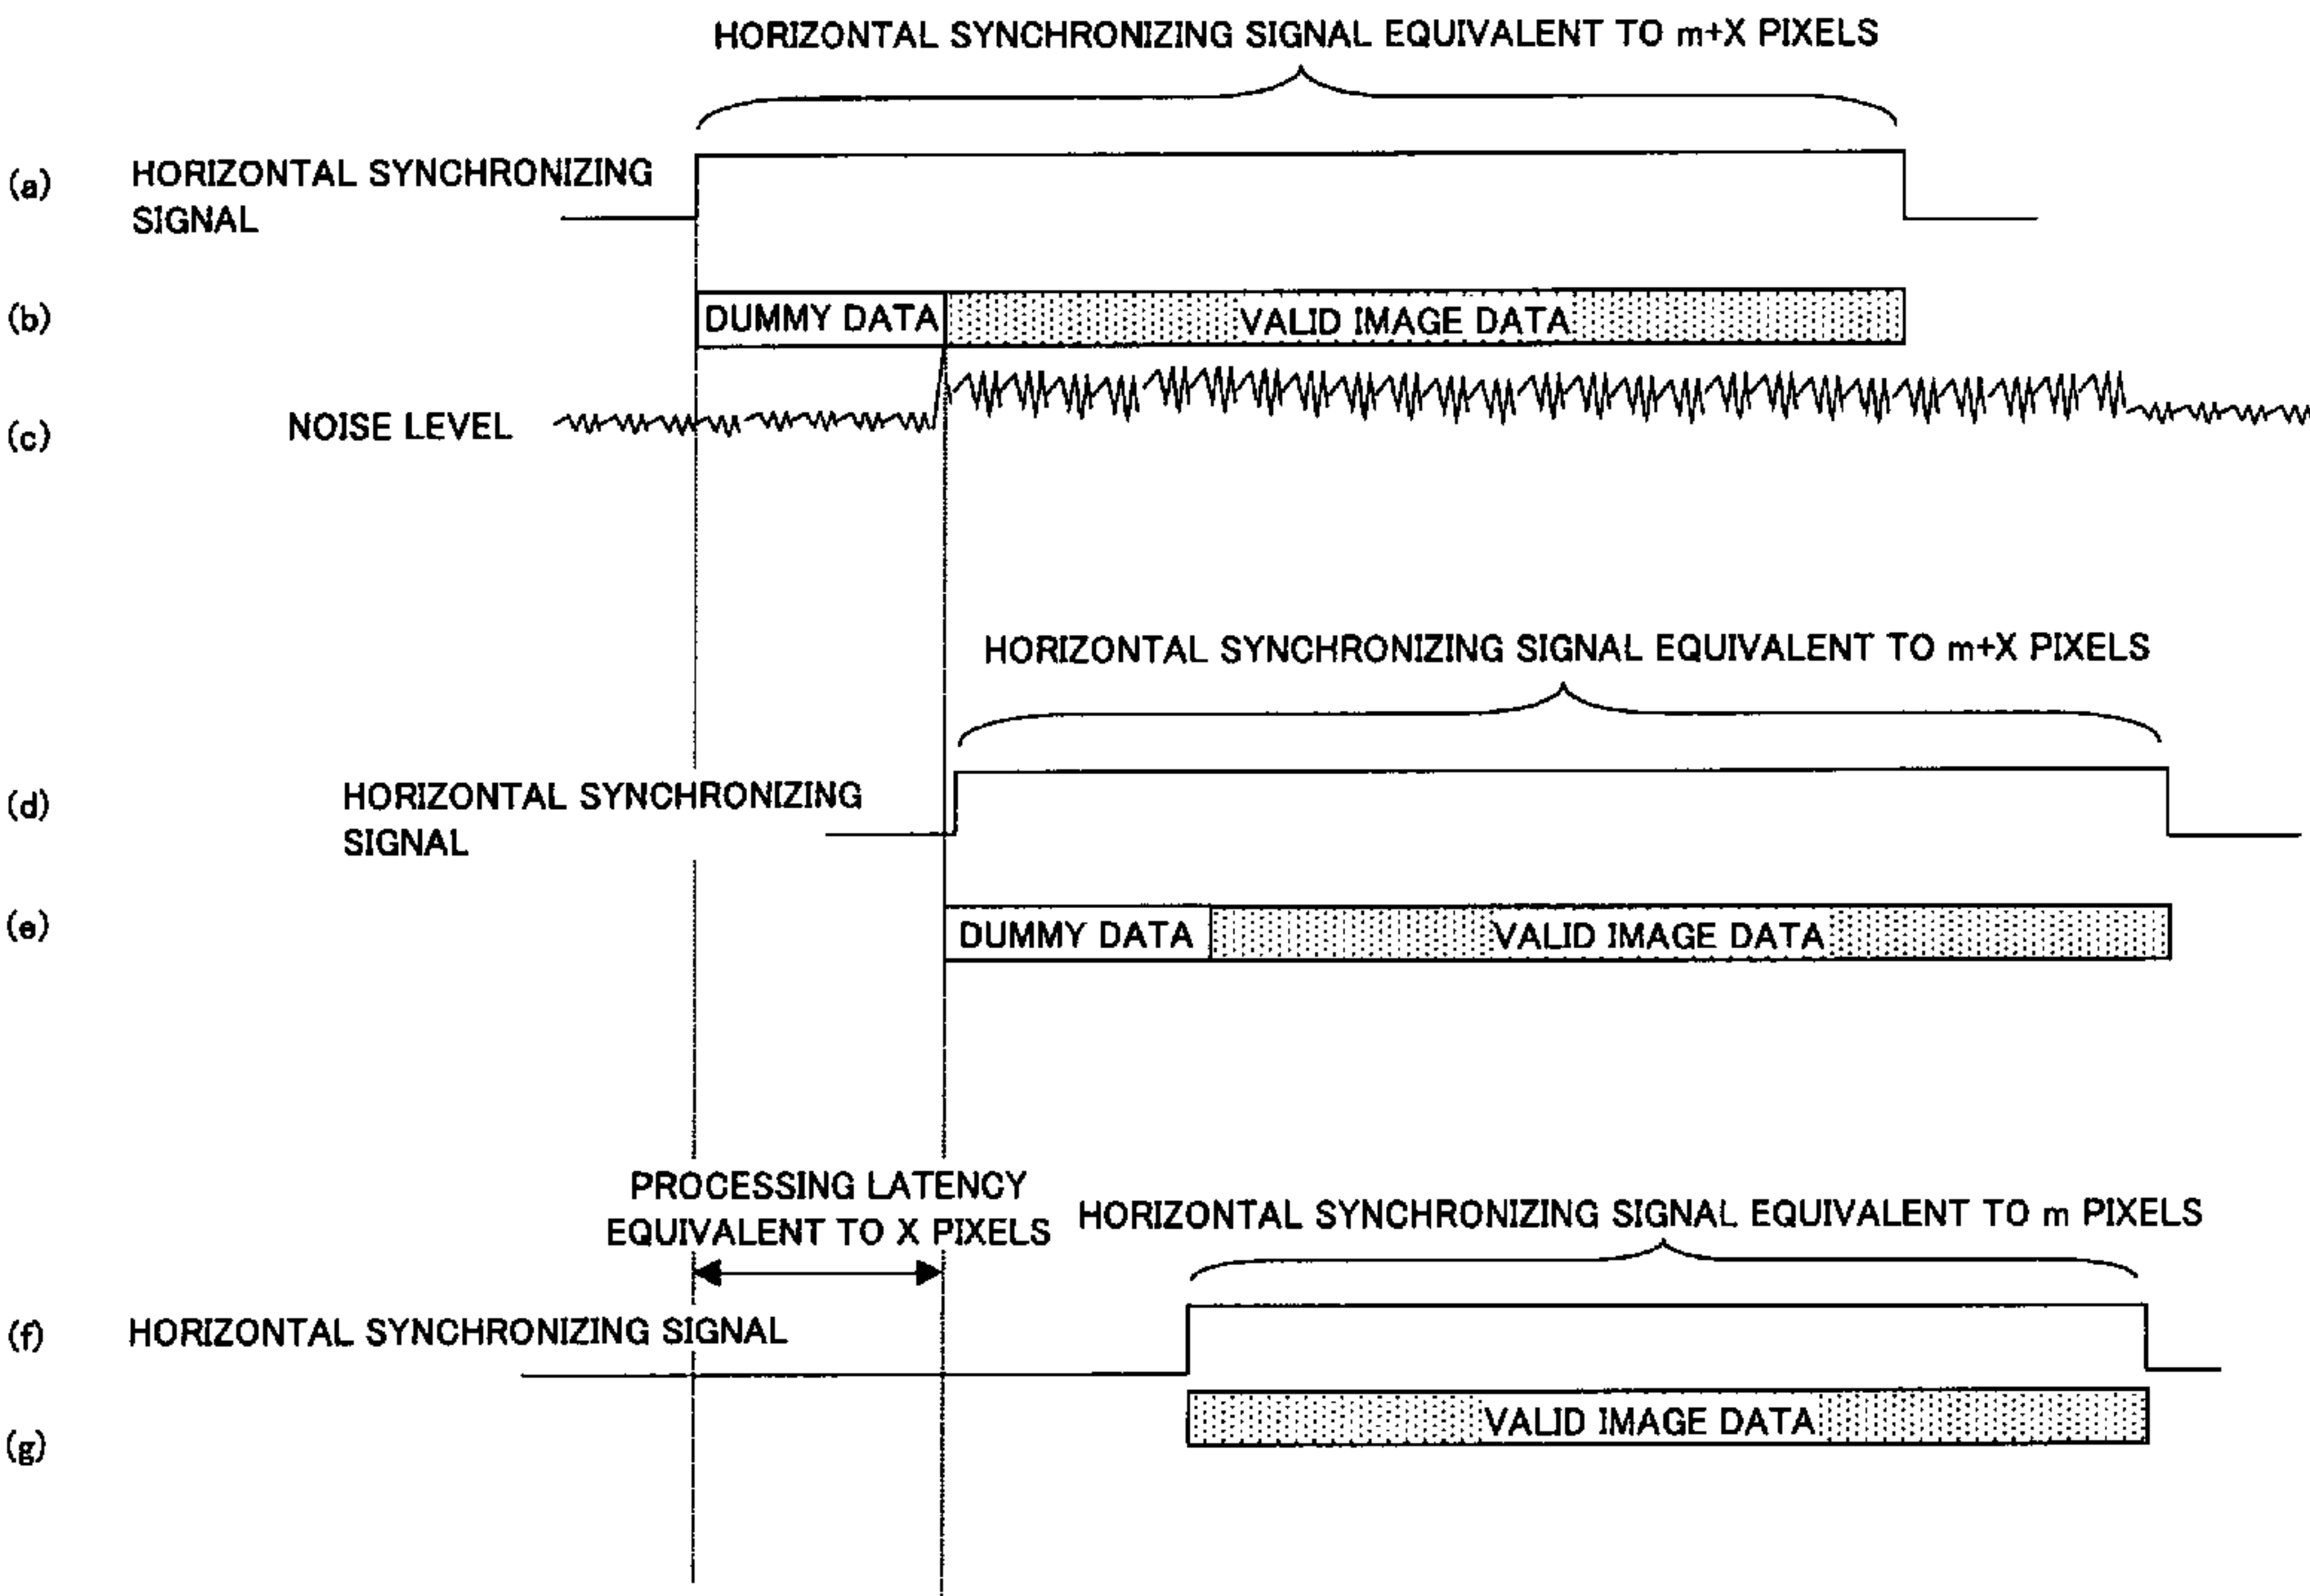 HORIZONTAL SYNCHRONIZING SIGNAL EQUIVALENT TO m+X PIXELS
(a) HORIZONTAL SYNCHRONIZING
SIGNAL
(b) DUMMY DATA VALID IMAGE DATA
(c) NOISE LEVEL
HORIZONTAL SYNCHRONIZING SIGNAL EQUIVALENT TO m+X PIXELS
(d) HORIZONTAL SYNCHRONIZING
SIGNAL
(e) DUMMY DATA VALID IMAGE DATA
PROCESSING LATENCY
EQUIVALENT TO X PIXELS
HORIZONTAL SYNCHRONIZING SIGNAL EQUIVALENT TO m PIXELS
(f) HORIZONTAL SYNCHRONIZING SIGNAL
(g) VALID IMAGE DATA